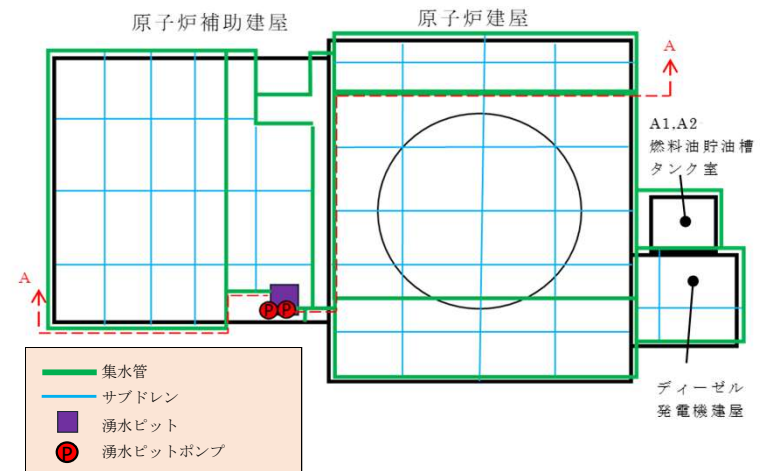 原子炉補助建屋
原子炉建屋
A
A1,A2
燃料油貯油槽
タンク室
A
P P
ディーゼル
発電機建屋
集水管
サブドレン
湧水ピット
P 湧水ピットポンプ